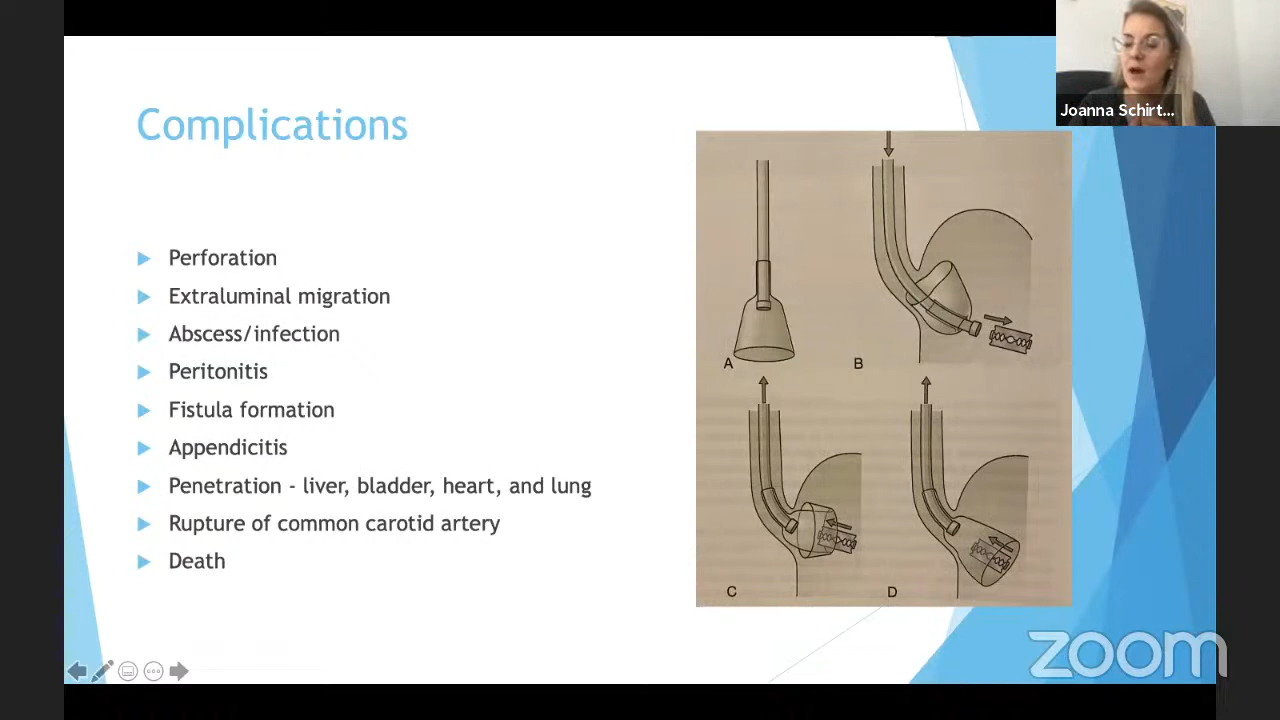 Joanna Schirt...
Complications
Perforation
Extraluminal migration
Abscess/infection
Peritonitis
Fistula formation
Appendicitis
Penetration - liver, bladder, heart, and lung
Rupture of common carotid artery
Death
A
B
C
D
zoom